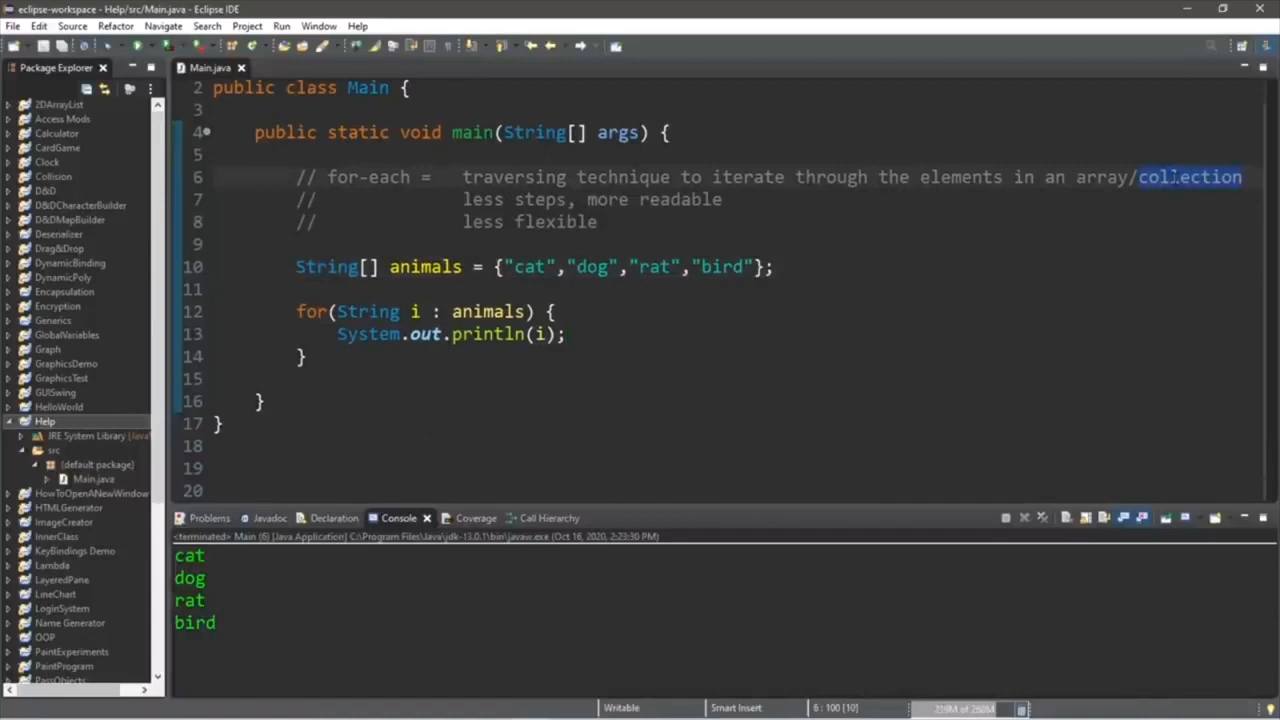 eclipse-workspace - Help/src/Main.java - Eclipse IDE
File Edit Source Refactor Navigate Search Project Run Window Help
Package Explorer
Main.java
2DArrayList
Access Mods
Calculator
CardGame
Clock
Collision
D&D
D&DCharacterBuilder
D&DMapBuilder
Deserializer
Drag&Drop
DynamicBinding
DynamicPoly
Encapsulation
Encryption
Generics
GlobalVariables
Graph
GraphicsDemo
GraphicsTest
GUISwing
HelloWorld
Help
JRE System Library [Java
src
(default package)
Main.java
HowToOpenANewWindow
HTMLGenerator
ImageCreator
InnerClass
KeyBindings Demo
Lambda
LayeredPane
LineChart
LoginSystem
Name Generator
OOP
PaintExperiments
PaintProgram
PassObjects
2 public class Main {
3
4 public static void main(String[] args) {
5
6 // for-each = traversing technique to iterate through the elements in an array/collection
7 // less steps, more readable
8 // less flexible
9
10 String[] animals = {"cat","dog","rat","bird"};
11
12 for(String i : animals) {
13 System.out.println(i);
14 }
15
16 }
17 }
18
19
20
Problems Javadoc Declaration Console Coverage Call Hierarchy
<terminated> Main (6) [Java Application] C:\Program Files\Java\jdk-13.0.1\bin\javaw.exe (Oct 16, 2020, 2:23:30 PM)
cat
dog
rat
bird
Writable Smart Insert 6 : 100 [10]